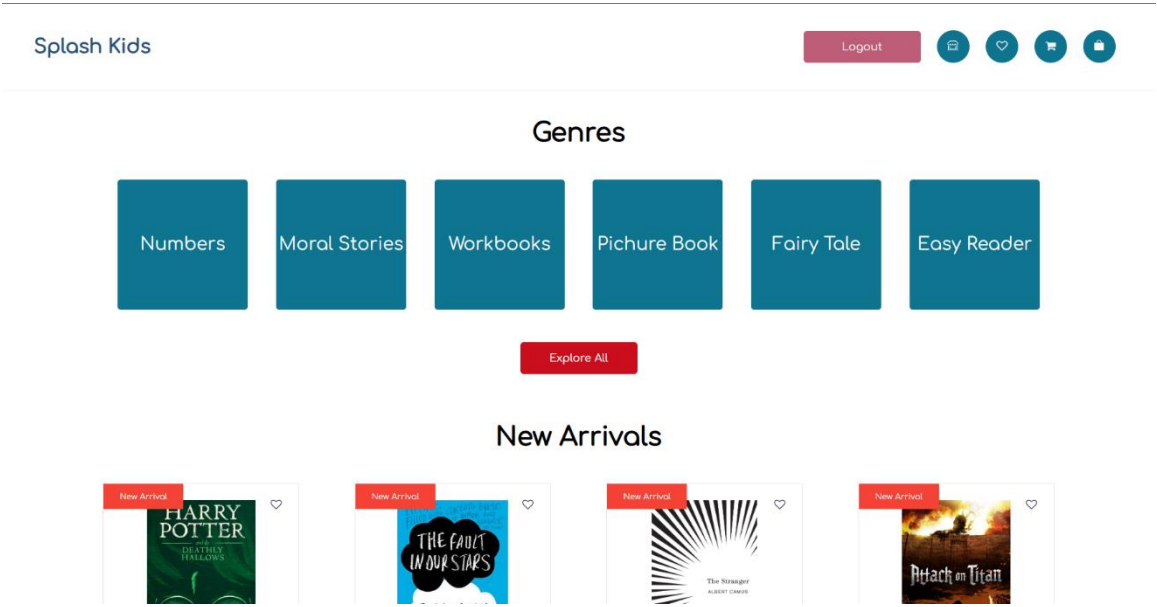 Splash Kids
Logout
Genres
Numbers
Moral Stories
Workbooks
Pichure Book
Fairy Tale
Easy Reader
Explore All
New Arrivals
New Arrival
HARRY
POTTER
and the
DEATHLY
HALLOWS
New Arrival
THE FAULT
IN OUR STARS
New Arrival
The Stranger
ALBERT CAMUS
New Arrival
Attack on Titan